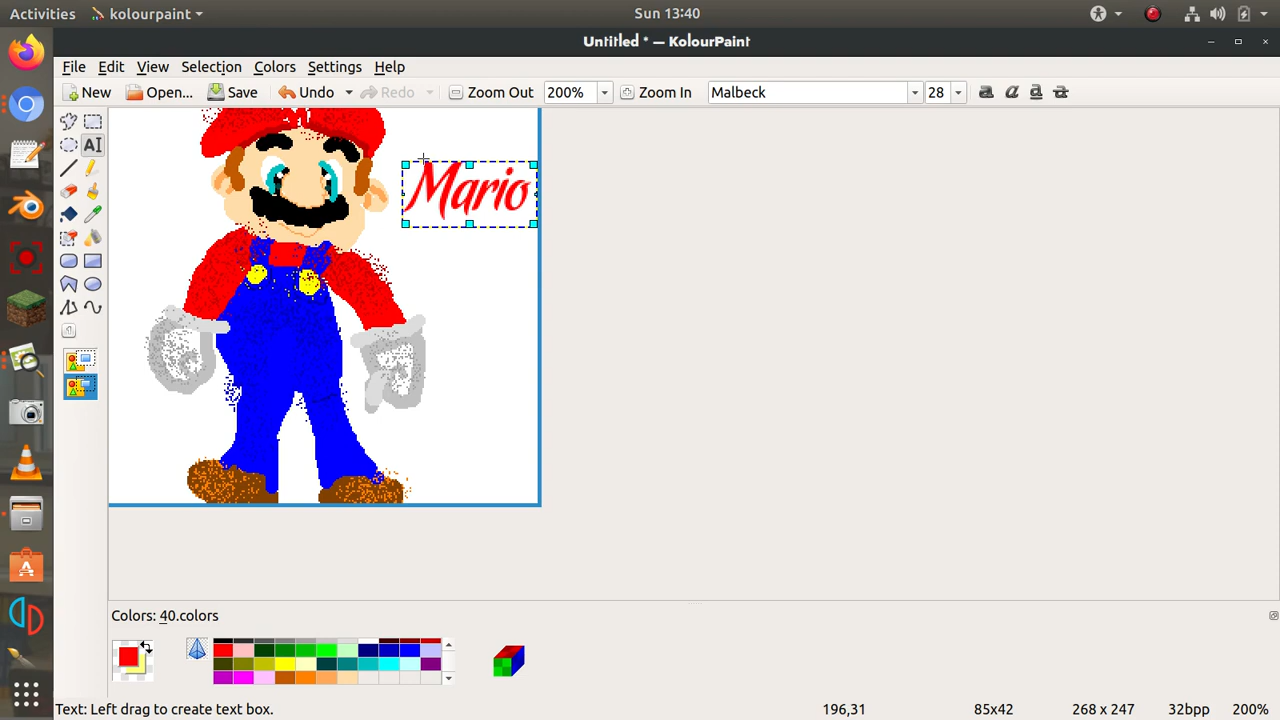 Activities
kolourpaint
Sun 13:40
Untitled * — KolourPaint
File Edit View Selection Colors Settings Help
New Open... Save Undo Redo Zoom Out 200% Zoom In Malbeck 28 a a a a
AI
Mario
Colors: 40.colors
Text: Left drag to create text box. 196,31 85x42 268 x 247 32bpp 200%